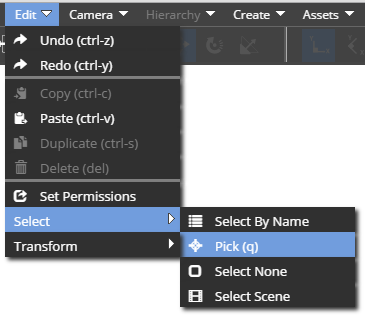 Edit Camera Hierarchy Create Assets
Undo (ctrl-z)
Redo (ctrl-y)
Copy (ctrl-c)
Paste (ctrl-v)
Duplicate (ctrl-s)
Delete (del)
Set Permissions
Select
Transform
Select By Name
Pick (q)
Select None
Select Scene